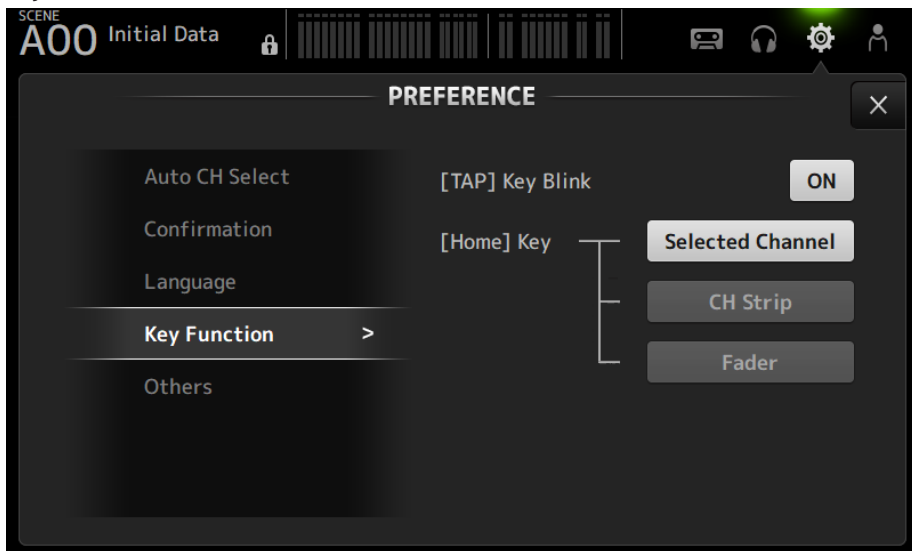 SCENE
A00 Initial Data
PREFERENCE
Auto CH Select
[TAP] Key Blink ON
Confirmation
[Home] Key Selected Channel
Language
CH Strip
Key Function >
Fader
Others